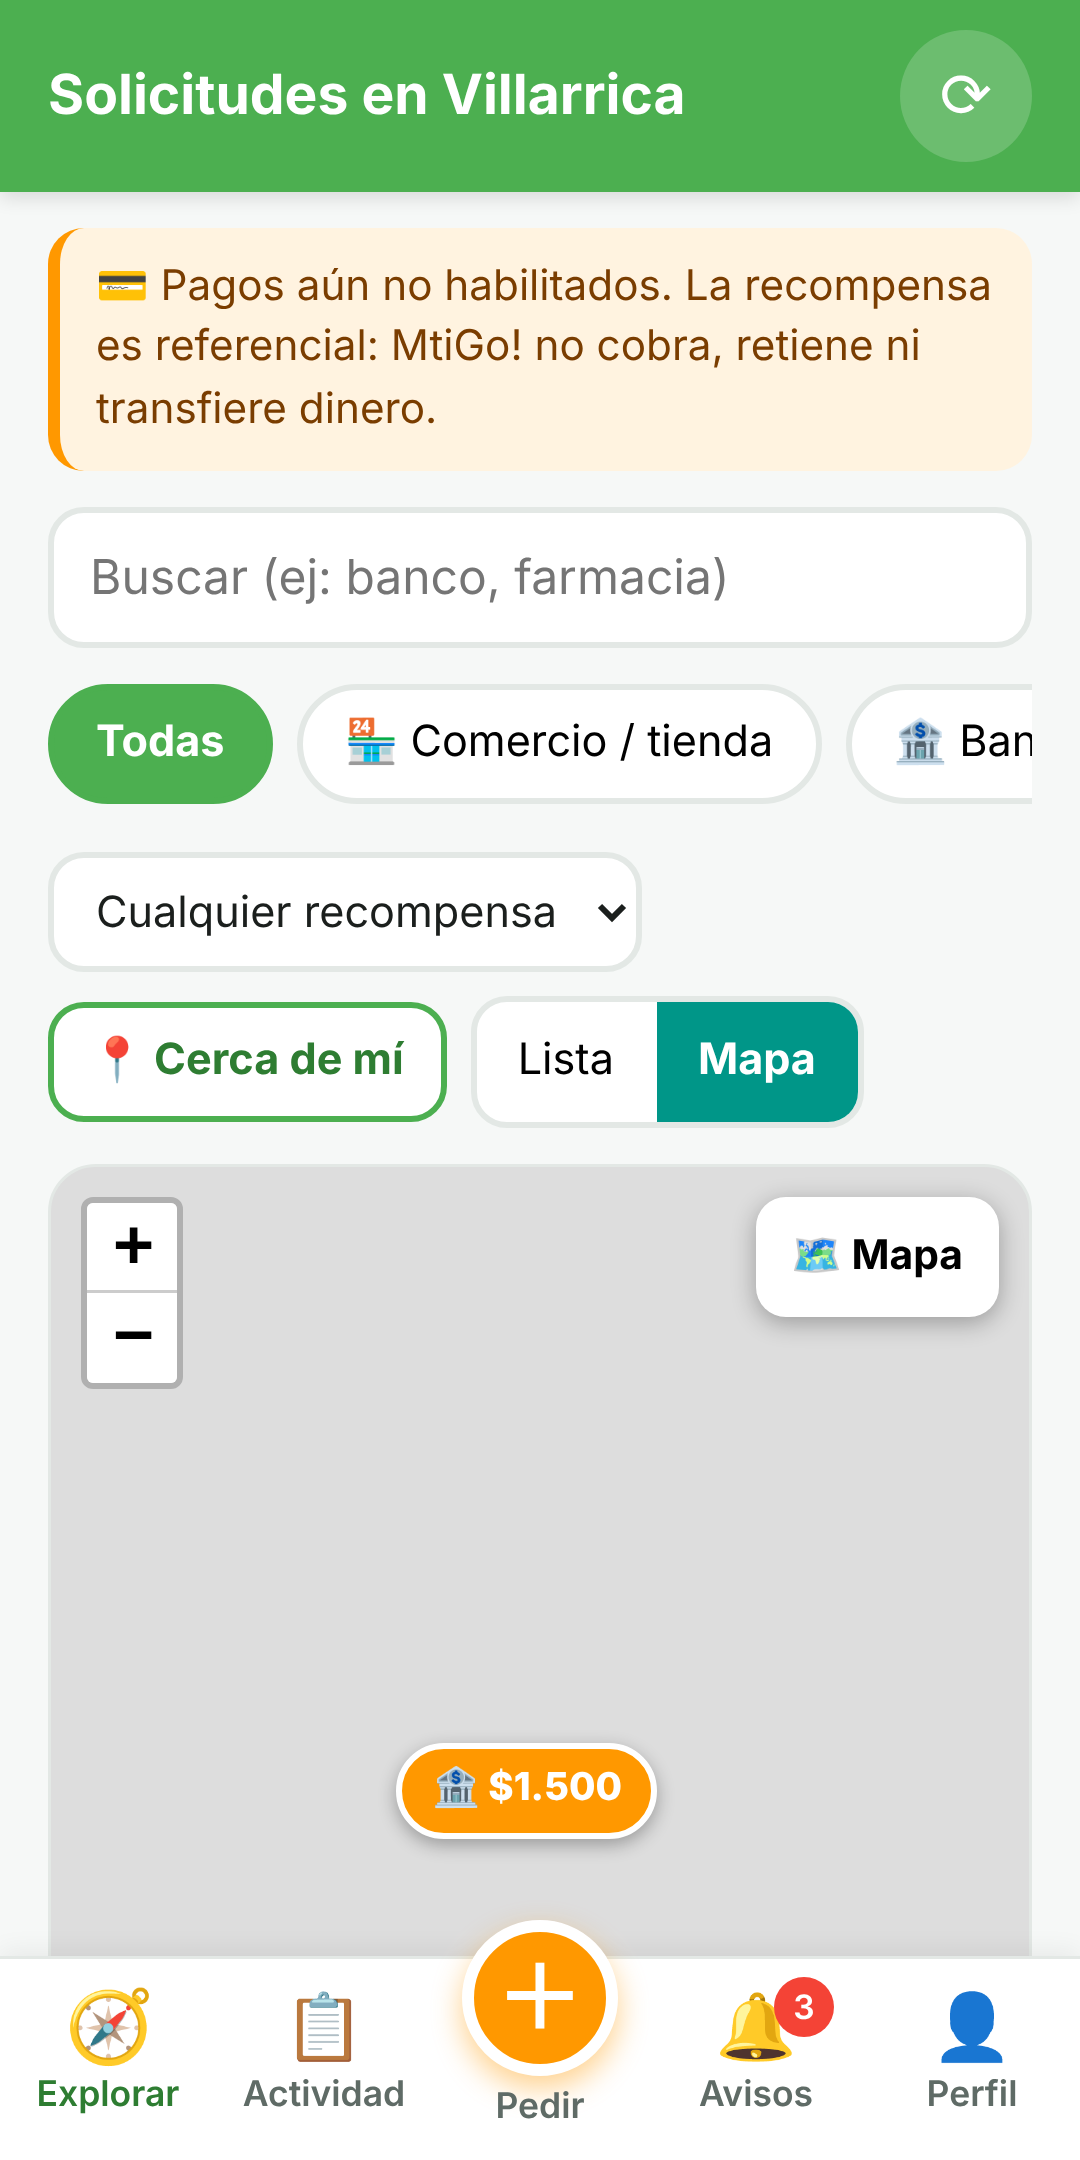 Solicitudes en Villarrica
💳 Pagos aún no habilitados. La recompensa
es referencial: MtiGo! no cobra, retiene ni
transfiere dinero.
Buscar (ej: banco, farmacia)
Todas
🏪 Comercio / tienda
🏦 Ban
Cualquier recompensa
📍 Cerca de mí
Lista
Mapa
+
−
🗺️ Mapa
🏦 $1.500
Explorar
Actividad
+
Pedir
3
Avisos
Perfil